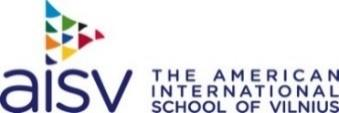 aisv
THE AMERICAN
INTERNATIONAL
SCHOOL OF VILNIUS